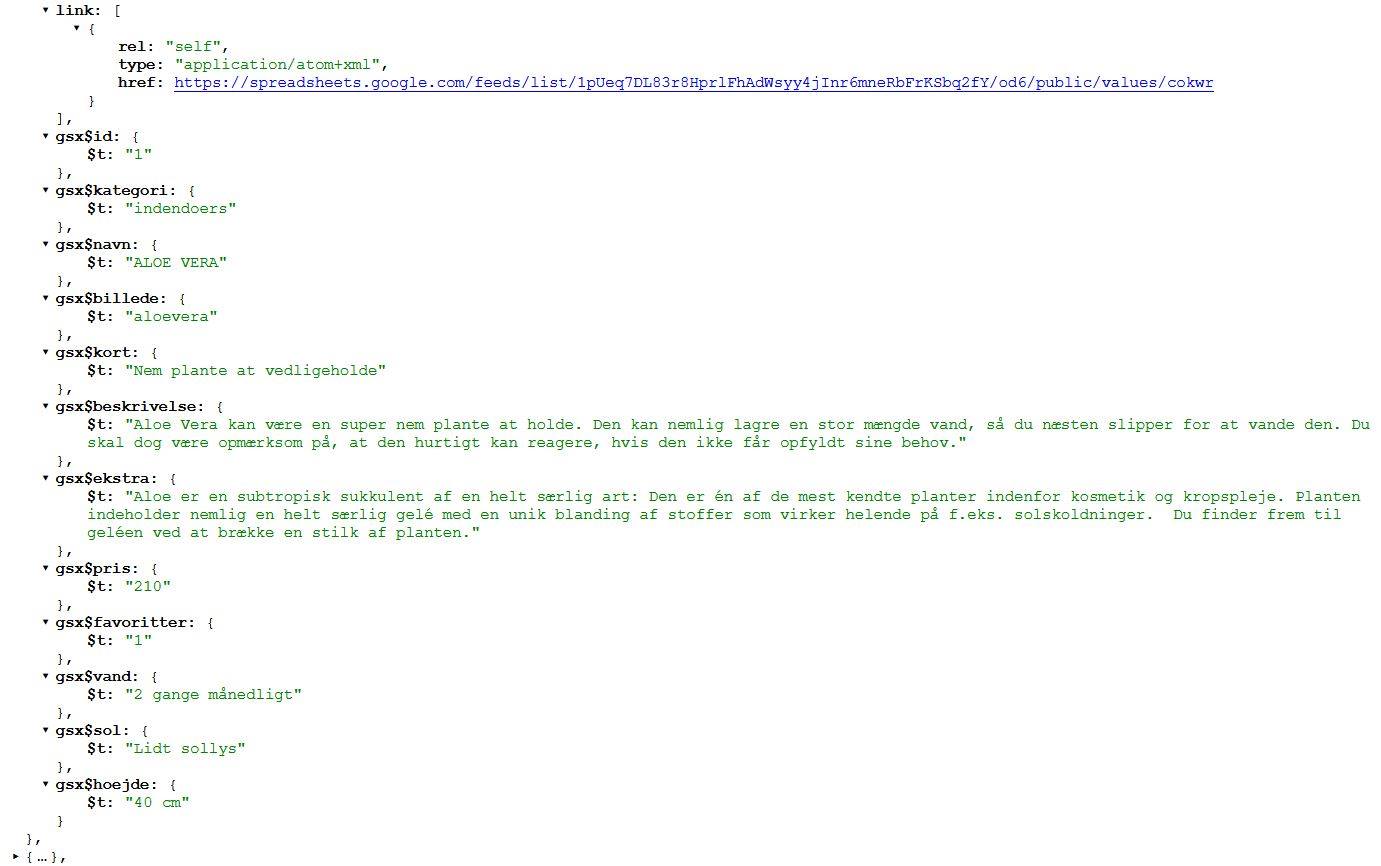 ▾ link: [
▾ {
rel: "self",
type: "application/atom+xml",
href: https://spreadsheets.google.com/feeds/list/1pUeq7DL83r8HprlFhAdWsyy4jInr6mneRbFrKSbq2fY/od6/public/values/cokwr
}
],
▾ gsx$id: {
$t: "1"
},
▾ gsx$kategori: {
$t: "indendoers"
},
▾ gsx$navn: {
$t: "ALOE VERA"
},
▾ gsx$billede: {
$t: "aloevera"
},
▾ gsx$kort: {
$t: "Nem plante at vedligeholde"
},
▾ gsx$beskrivelse: {
$t: "Aloe Vera kan være en super nem plante at holde. Den kan nemlig lagre en stor mængde vand, så du næsten slipper for at vande den. Du
skal dog være opmærksom på, at den hurtigt kan reagere, hvis den ikke får opfyldt sine behov."
},
▾ gsx$ekstra: {
$t: "Aloe er en subtropisk sukkulent af en helt særlig art: Den er én af de mest kendte planter indenfor kosmetik og kropspleje. Planten
indeholder nemlig en helt særlig gelé med en unik blanding af stoffer som virker helende på f.eks. solskoldninger.  Du finder frem til
geléen ved at brække en stilk af planten."
},
▾ gsx$pris: {
$t: "210"
},
▾ gsx$favoritter: {
$t: "1"
},
▾ gsx$vand: {
$t: "2 gange månedligt"
},
▾ gsx$sol: {
$t: "Lidt sollys"
},
▾ gsx$hoejde: {
$t: "40 cm"
}
},
▸ {…},